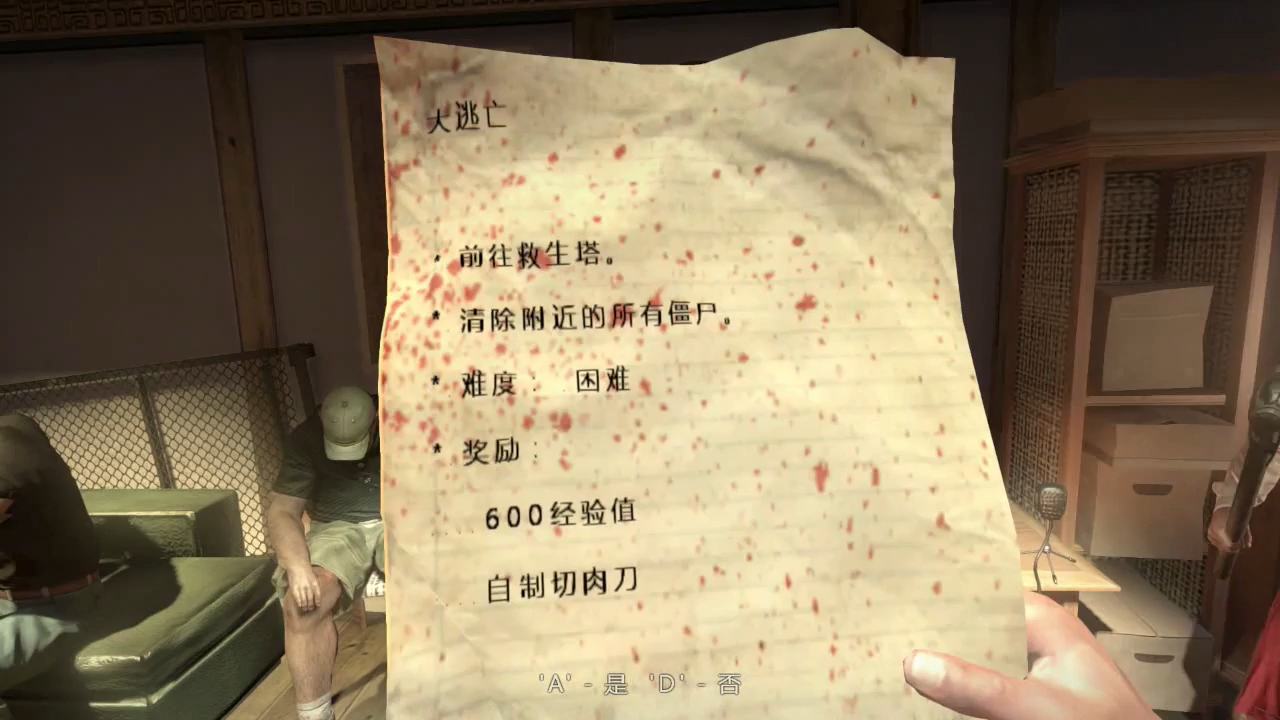 大逃亡
* 前往救生塔。
* 清除附近的所有僵尸。
* 难度： 困难
* 奖励：
600经验值
自制切肉刀
'A' - 是 'D' - 否